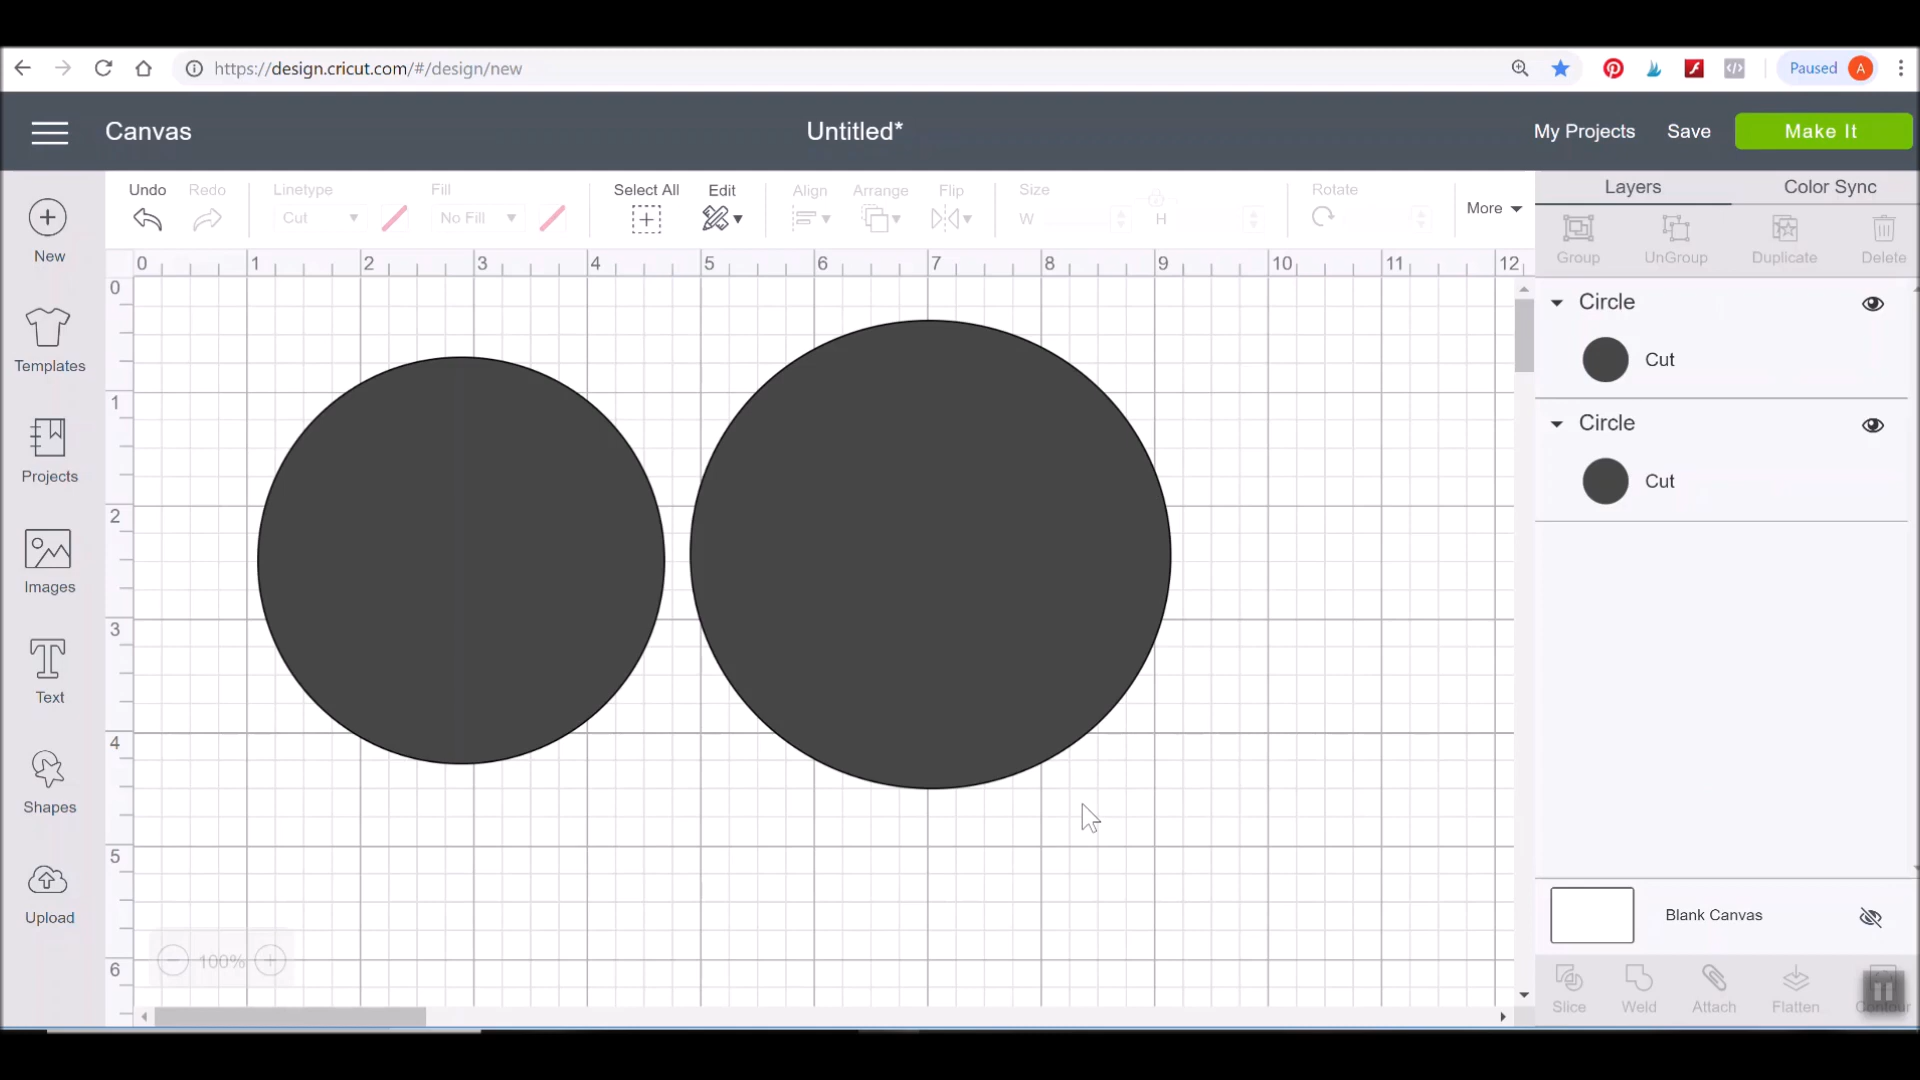 https://design.cricut.com/#/design/new
Paused A
Canvas Untitled* My Projects Save Make It
Undo Redo Linetype Fill Select All Edit Align Arrange Flip Size Rotate
Cut No Fill W H More
Layers Color Sync
Group UnGroup Duplicate Delete
New
Templates
Projects
Images
Text
Shapes
Upload
0 1 2 3 4 5 6 7 8 9 10 11 12
0
1
2
3
4
5
6
Circle
Cut
Circle
Cut
100%
Blank Canvas
Slice Weld Attach Flatten Contour